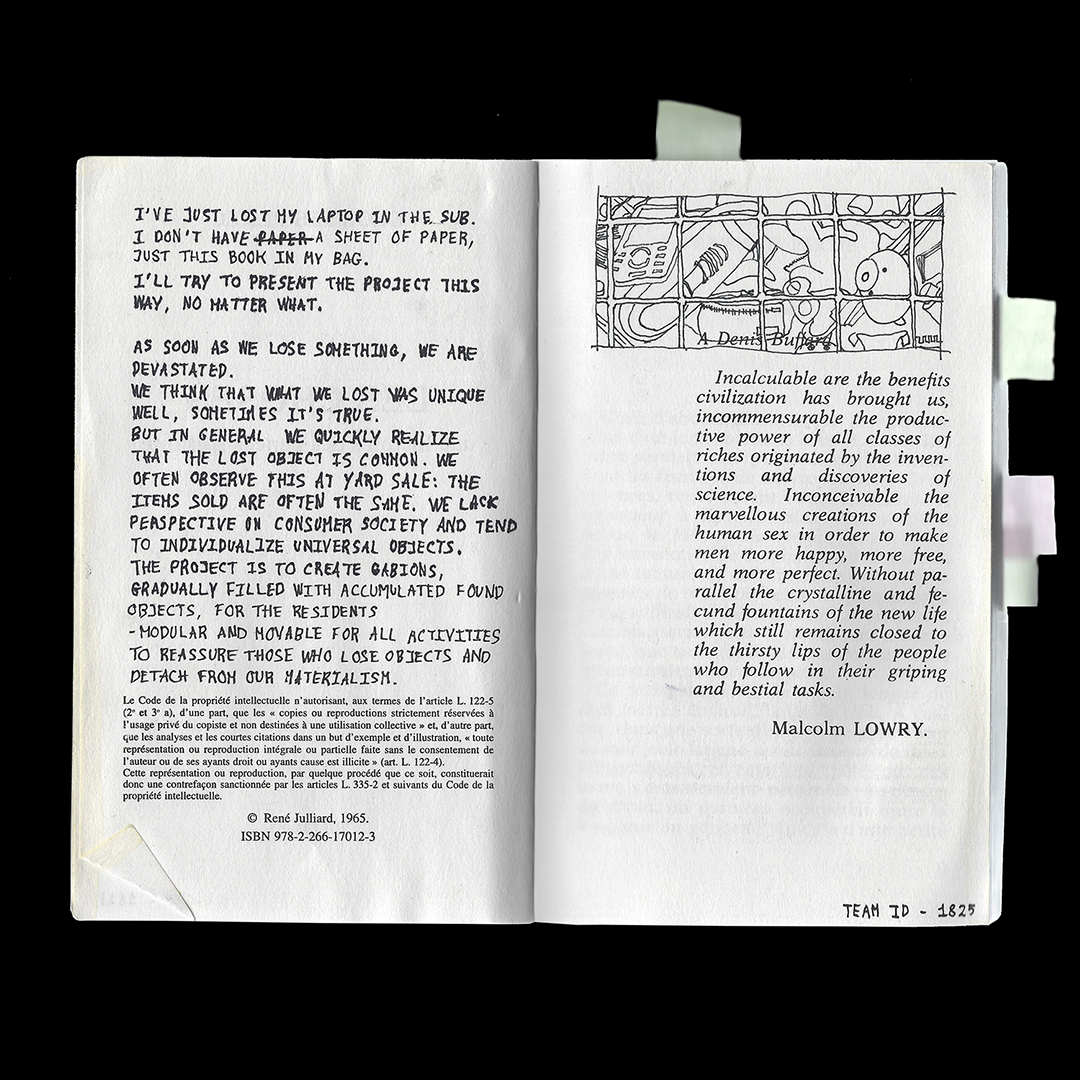 I'VE JUST LOST MY LAPTOP IN THE SUB.
I DON'T HAVE PAPER A SHEET OF PAPER,
JUST THIS BOOK IN MY BAG.
I'LL TRY TO PRESENT THE PROJECT THIS
WAY, NO MATTER WHAT.
AS SOON AS WE LOSE SOMETHING, WE ARE
DEVASTATED.
WE THINK THAT WHAT WE LOST WAS UNIQUE
WELL, SOMETIMES IT'S TRUE.
BUT IN GENERAL WE QUICKLY REALIZE
THAT THE LOST OBJECT IS COMMON. WE
OFTEN OBSERVE THIS AT YARD SALE: THE
ITEMS SOLD ARE OFTEN THE SAME. WE LACK
PERSPECTIVE ON CONSUMER SOCIETY AND TEND
TO INDIVIDUALIZE UNIVERSAL OBJECTS.
THE PROJECT IS TO CREATE GABIONS,
GRADUALLY FILLED WITH ACCUMULATED FOUND
OBJECTS, FOR THE RESIDENTS
-MODULAR AND MOVABLE FOR ALL ACTIVITIES
TO REASSURE THOSE WHO LOSE OBJECTS AND
DETACH FROM OUR MATERIALISM.
Le Code de la propriété intellectuelle n'autorisant, aux termes de l'article L. 122-5
(2º et 3º a), d'une part, que les « copies ou reproductions strictement réservées à
l'usage privé du copiste et non destinées à une utilisation collective » et, d'autre part,
que les analyses et les courtes citations dans un but d'exemple et d'illustration, « toute
représentation ou reproduction intégrale ou partielle faite sans le consentement de
l'auteur ou de ses ayants droit ou ayants cause est illicite » (art. L. 122-4).
Cette représentation ou reproduction, par quelque procédé que ce soit, constituerait
donc une contrefaçon sanctionnée par les articles L. 335-2 et suivants du Code de la
propriété intellectuelle.
© René Julliard, 1965.
ISBN 978-2-266-17012-3
A Denis Buffard
Incalculable are the benefits
civilization has brought us,
incommensurable the produc-
tive power of all classes of
riches originated by the inven-
tions and discoveries of
science. Inconceivable the
marvellous creations of the
human sex in order to make
men more happy, more free,
and more perfect. Without pa-
rallel the crystalline and fe-
cund fountains of the new life
which still remains closed to
the thirsty lips of the people
who follow in their griping
and bestial tasks.
Malcolm LOWRY.
TEAM ID - 1825